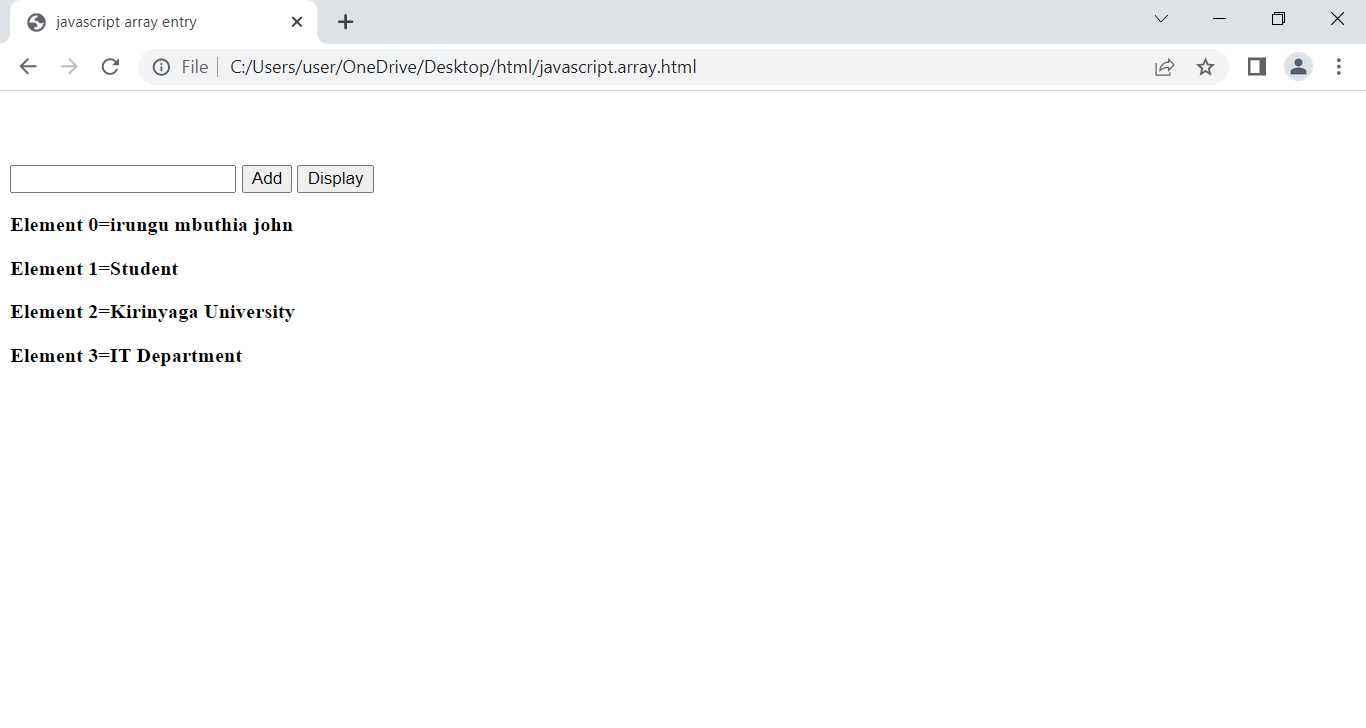 javascript array entry
File C:/Users/user/OneDrive/Desktop/html/javascript.array.html
Add Display
Element 0=irungu mbuthia john
Element 1=Student
Element 2=Kirinyaga University
Element 3=IT Department